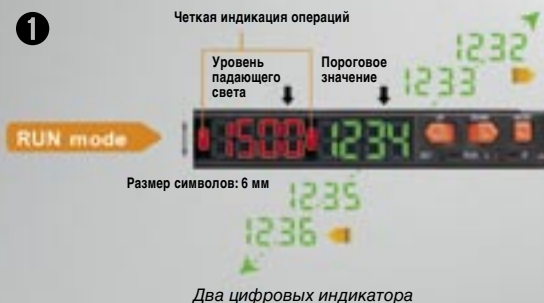 1
Четкая индикация операций
Уровень падающего света
Пороговое значение
1232
1233
RUN mode
1500 1234
Размер символов: 6 мм
1235
1236
Два цифровых индикатора